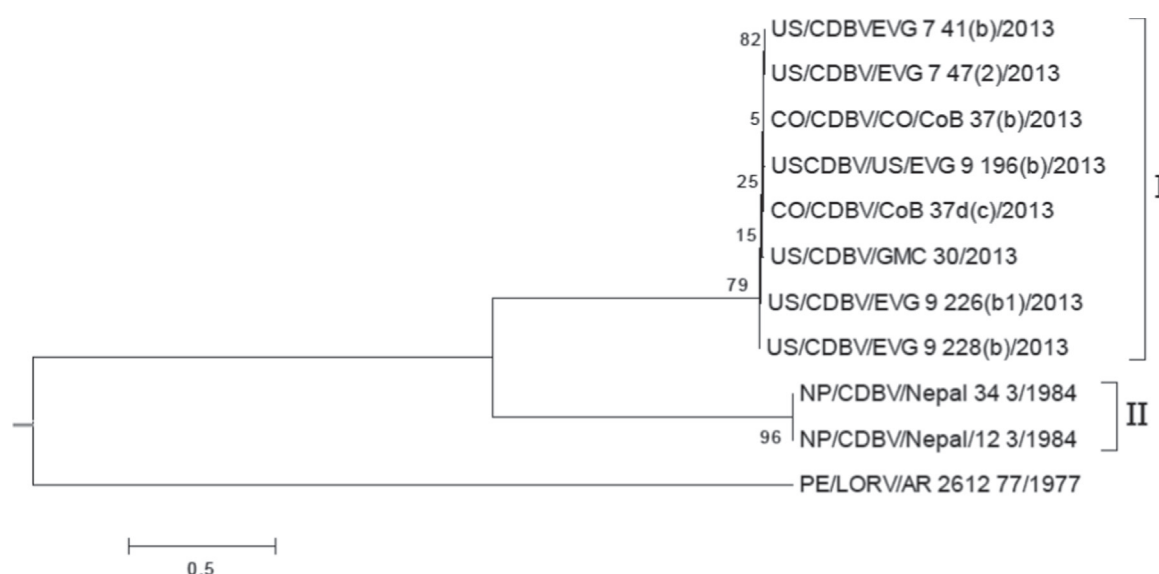 US/CDBV/EVG 7 41(b)/2013
82
US/CDBV/EVG 7 47(2)/2013
5
CO/CDBV/CO/CoB 37(b)/2013
USCDBV/US/EVG 9 196(b)/2013
I
25
CO/CDBV/CoB 37d(c)/2013
15
US/CDBV/GMC 30/2013
79
US/CDBV/EVG 9 226(b1)/2013
US/CDBV/EVG 9 228(b)/2013
NP/CDBV/Nepal 34 3/1984
II
96
NP/CDBV/Nepal/12 3/1984
PE/LORV/AR 2612 77/1977
0.5